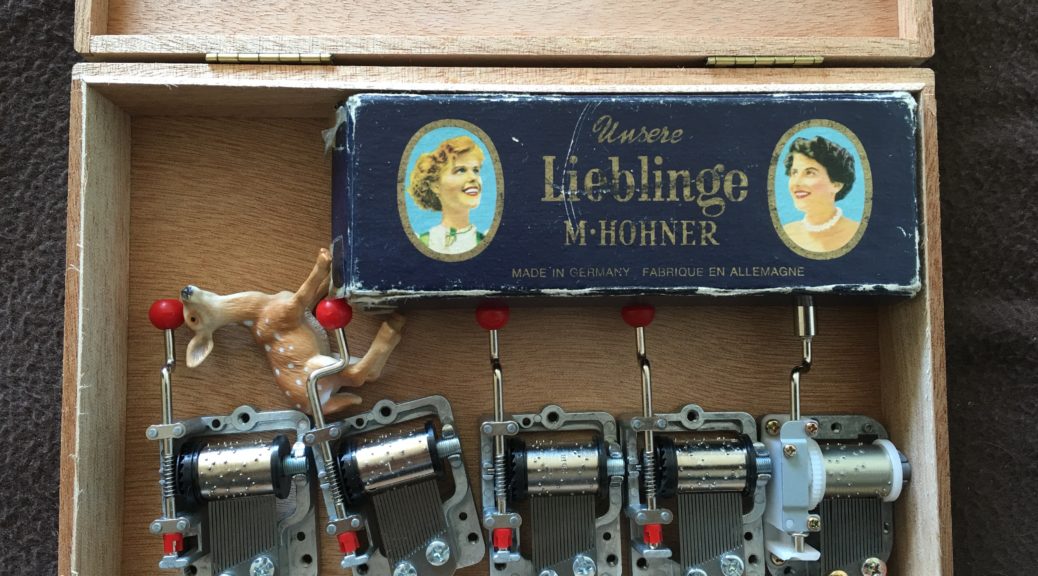 Unsere
Lieblinge
M·HOHNER
MADE IN GERMANY FABRIQUE EN ALLEMAGNE